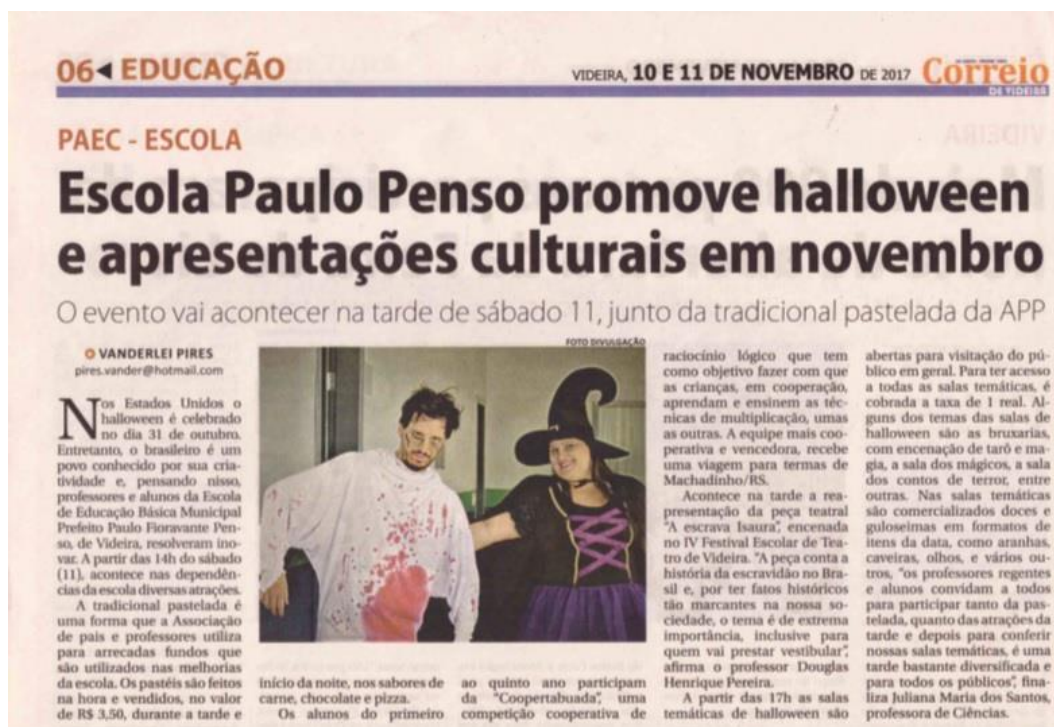 06 EDUCAÇÃO
VIDEIRA, 10 E 11 DE NOVEMBRO DE 2017
Correio
DE VIDEIRA
PAEC - ESCOLA
Escola Paulo Penso promove halloween
e apresentações culturais em novembro
O evento vai acontecer na tarde de sábado 11, junto da tradicional pastelada da APP
VANDERLEI PIRES
pires.vander@hotmail.com
Nos Estados Unidos o
halloween é celebrado
no dia 31 de outubro.
Entretanto, o brasileiro é um
povo conhecido por sua cria-
tividade e, pensando nisso,
professores e alunos da Escola
de Educação Básica Municipal
Prefeito Paulo Fioravante Pen-
so, de Videira, resolveram ino-
var. A partir das 14h do sábado
(11), acontece nas dependên-
cias da escola diversas atrações.
A tradicional pastelada é
uma forma que a Associação
de pais e professores utiliza
para arrecadas fundos que
são utilizados nas melhorias
da escola. Os pastéis são feitos
na hora e vendidos, no valor
de R$ 3,50, durante a tarde e
FOTO DIVULGAÇÃO
início da noite, nos sabores de
carne, chocolate e pizza.
Os alunos do primeiro
ao quinto ano participam
da "Coopertabuada", uma
competição cooperativa de
raciocínio lógico que tem
como objetivo fazer com que
as crianças, em cooperação,
aprendam e ensinem as téc-
nicas de multiplicação, umas
as outras. A equipe mais coo-
perativa e vencedora, recebe
uma viagem para termas de
Machadinho/RS.
Acontece na tarde a rea-
presentação da peça teatral
"A escrava Isaura", encenada
no IV Festival Escolar de Tea-
tro de Videira. "A peça conta a
história da escravidão no Bra-
sil e, por ter fatos históricos
tão marcantes na nossa so-
ciedade, o tema é de extrema
importância, inclusive para
quem vai prestar vestibular",
afirma o professor Douglas
Henrique Pereira.
A partir das 17h as salas
temáticas de halloween são
abertas para visitação do pú-
blico em geral. Para ter acesso
a todas as salas temáticas, é
cobrada a taxa de 1 real. Al-
guns dos temas das salas de
halloween são as bruxarias,
com encenação de tarô e ma-
gia, a sala dos mágicos, a sala
dos contos de terror, entre
outras. Nas salas temáticas
são comercializados doces e
guloseimas em formatos de
itens da data, como aranhas,
caveiras, olhos, e vários ou-
tros, "os professores regentes
e alunos convidam a todos
para participar tanto da pas-
telada, quanto das atrações da
tarde e depois para conferir
nossas salas temáticas, é uma
tarde bastante diversificada e
para todos os públicos", fina-
liza Juliana Maria dos Santos,
professora de Ciências.